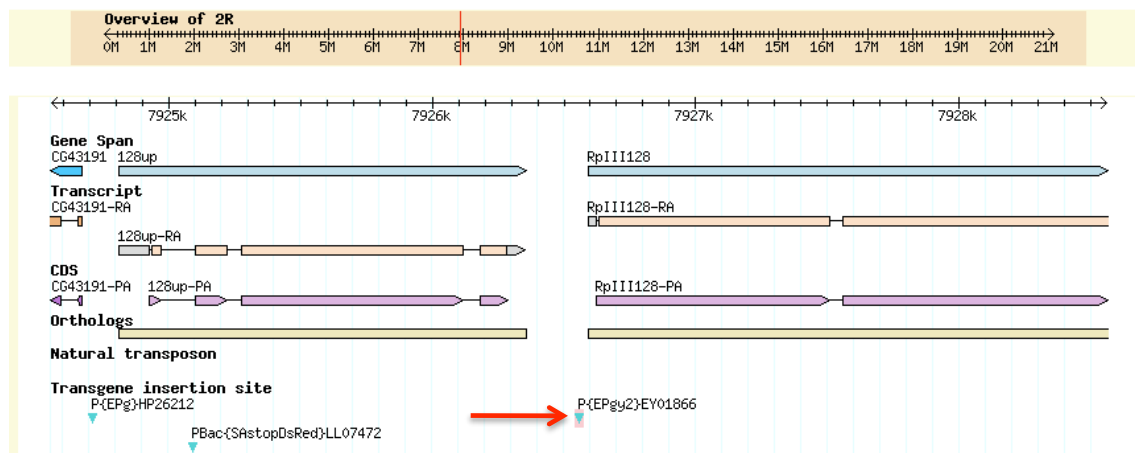 Overview of 2R
0M 1M 2M 3M 4M 5M 6M 7M 8M 9M 10M 11M 12M 13M 14M 15M 16M 17M 18M 19M 20M 21M
7925k 7926k 7927k 7928k
Gene Span
CG43191 128up RpIII128
Transcript
CG43191-RA RpIII128-RA
128up-RA
CDS
CG43191-PA 128up-PA RpIII128-PA
Orthologs
Natural transposon
Transgene insertion site
P{EPg}HP26212 P{EPgy2}EY01866
PBac{SAstopDsRed}LL07472